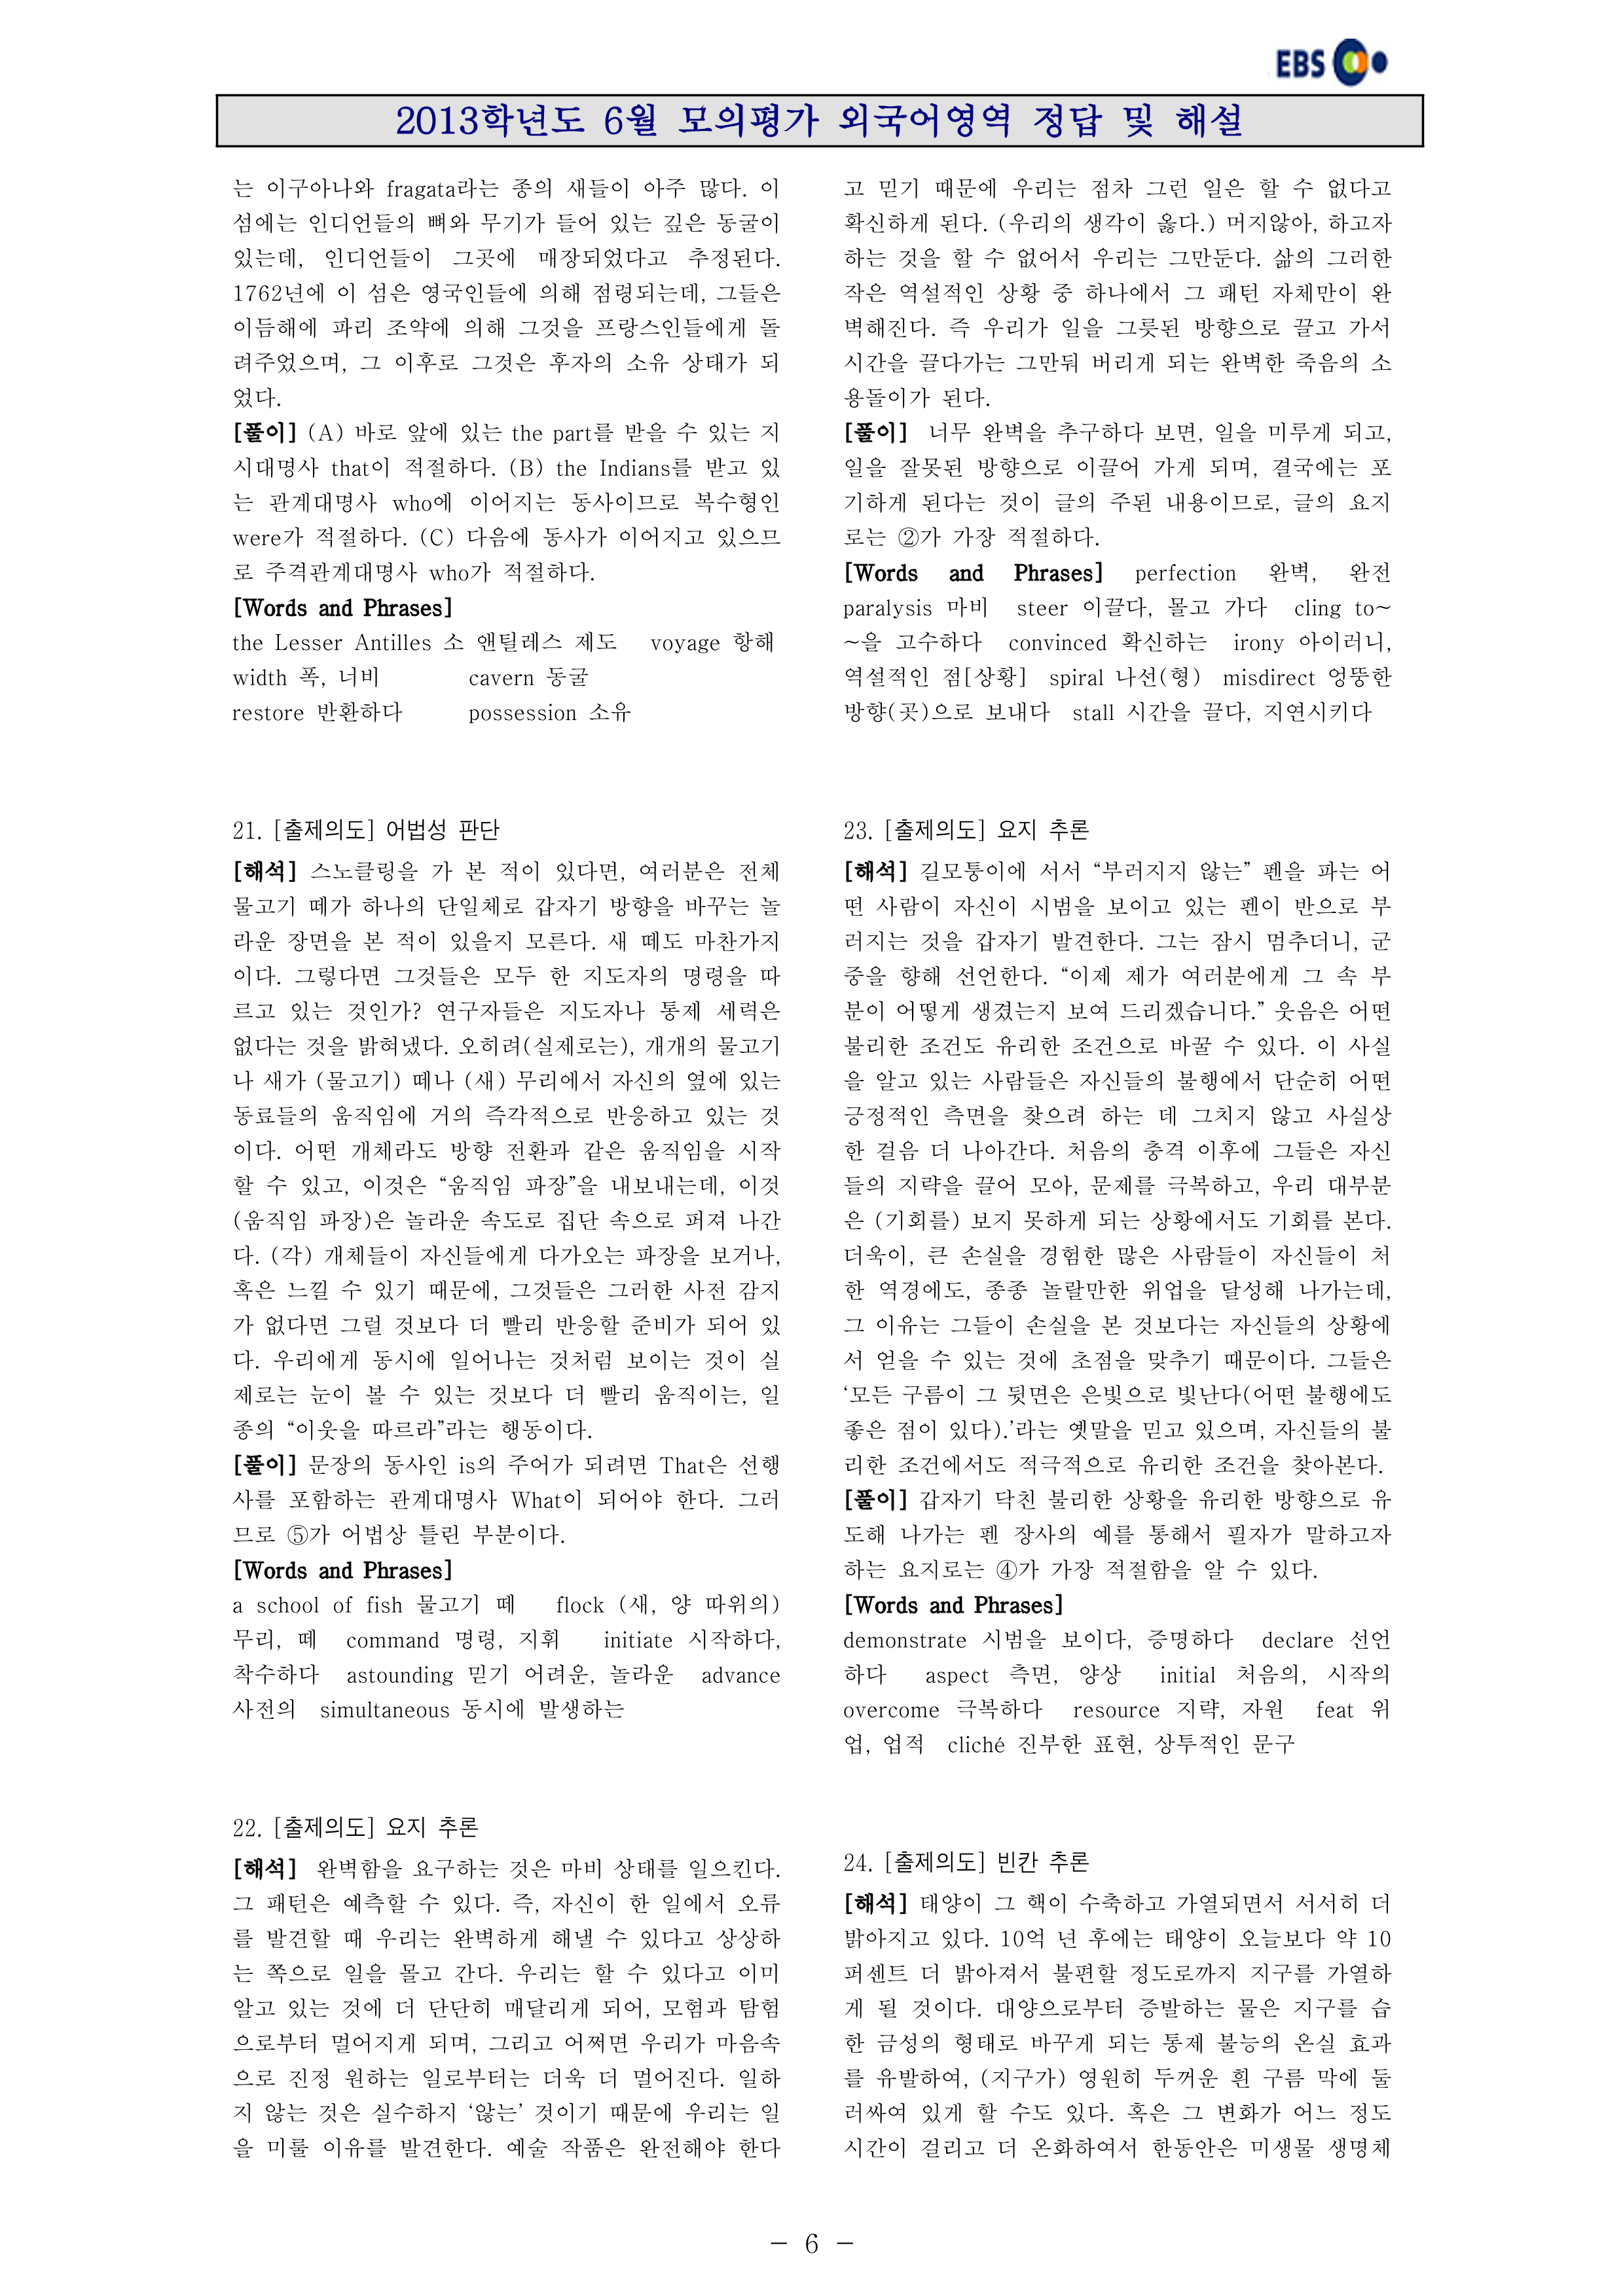 EBS
2013학년도 6월 모의평가 외국어영역 정답 및 해설
는 이구아나와 fragata라는 종의 새들이 아주 많다. 이
섬에는 인디언들의 뼈와 무기가 들어 있는 깊은 동굴이
있는데, 인디언들이 그곳에 매장되었다고 추정된다.
1762년에 이 섬은 영국인들에 의해 점령되는데, 그들은
이듬해에 파리 조약에 의해 그것을 프랑스인들에게 돌
려주었으며, 그 이후로 그것은 후자의 소유 상태가 되
었다.
[풀이] (A) 바로 앞에 있는 the part를 받을 수 있는 지
시대명사 that이 적절하다. (B) the Indians를 받고 있
는 관계대명사 who에 이어지는 동사이므로 복수형인
were가 적절하다. (C) 다음에 동사가 이어지고 있으므
로 주격관계대명사 who가 적절하다.
[Words and Phrases]
the Lesser Antilles 소 앤틸레스 제도 voyage 항해
width 폭, 너비 cavern 동굴
restore 반환하다 possession 소유
21. [출제의도] 어법성 판단
[해석] 스노클링을 가 본 적이 있다면, 여러분은 전체
물고기 떼가 하나의 단일체로 갑자기 방향을 바꾸는 놀
라운 장면을 본 적이 있을지 모른다. 새 떼도 마찬가지
이다. 그렇다면 그것들은 모두 한 지도자의 명령을 따
르고 있는 것인가? 연구자들은 지도자나 통제 세력은
없다는 것을 밝혀냈다. 오히려(실제로는), 개개의 물고기
나 새가 (물고기) 떼나 (새) 무리에서 자신의 옆에 있는
동료들의 움직임에 거의 즉각적으로 반응하고 있는 것
이다. 어떤 개체라도 방향 전환과 같은 움직임을 시작
할 수 있고, 이것은 “움직임 파장”을 내보내는데, 이것
(움직임 파장)은 놀라운 속도로 집단 속으로 퍼져 나간
다. (각) 개체들이 자신들에게 다가오는 파장을 보거나,
혹은 느낄 수 있기 때문에, 그것들은 그러한 사전 감지
가 없다면 그럴 것보다 더 빨리 반응할 준비가 되어 있
다. 우리에게 동시에 일어나는 것처럼 보이는 것이 실
제로는 눈이 볼 수 있는 것보다 더 빨리 움직이는, 일
종의 “이웃을 따르라”라는 행동이다.
[풀이] 문장의 동사인 is의 주어가 되려면 That은 선행
사를 포함하는 관계대명사 What이 되어야 한다. 그러
므로 ⑤가 어법상 틀린 부분이다.
[Words and Phrases]
a school of fish 물고기 떼 flock (새, 양 따위의)
무리, 떼 command 명령, 지휘 initiate 시작하다,
착수하다 astounding 믿기 어려운, 놀라운 advance
사전의 simultaneous 동시에 발생하는
22. [출제의도] 요지 추론
[해석] 완벽함을 요구하는 것은 마비 상태를 일으킨다.
그 패턴은 예측할 수 있다. 즉, 자신이 한 일에서 오류
를 발견할 때 우리는 완벽하게 해낼 수 있다고 상상하
는 쪽으로 일을 몰고 간다. 우리는 할 수 있다고 이미
알고 있는 것에 더 단단히 매달리게 되어, 모험과 탐험
으로부터 멀어지게 되며, 그리고 어쩌면 우리가 마음속
으로 진정 원하는 일로부터는 더욱 더 멀어진다. 일하
지 않는 것은 실수하지 ‘않는’ 것이기 때문에 우리는 일
을 미룰 이유를 발견한다. 예술 작품은 완전해야 한다
고 믿기 때문에 우리는 점차 그런 일은 할 수 없다고
확신하게 된다. (우리의 생각이 옳다.) 머지않아, 하고자
하는 것을 할 수 없어서 우리는 그만둔다. 삶의 그러한
작은 역설적인 상황 중 하나에서 그 패턴 자체만이 완
벽해진다. 즉 우리가 일을 그릇된 방향으로 끌고 가서
시간을 끌다가는 그만둬 버리게 되는 완벽한 죽음의 소
용돌이가 된다.
[풀이] 너무 완벽을 추구하다 보면, 일을 미루게 되고,
일을 잘못된 방향으로 이끌어 가게 되며, 결국에는 포
기하게 된다는 것이 글의 주된 내용이므로, 글의 요지
로는 ②가 가장 적절하다.
[Words and Phrases] perfection 완벽, 완전
paralysis 마비 steer 이끌다, 몰고 가다 cling to~
~을 고수하다 convinced 확신하는 irony 아이러니,
역설적인 점[상황] spiral 나선(형) misdirect 엉뚱한
방향(곳)으로 보내다 stall 시간을 끌다, 지연시키다
23. [출제의도] 요지 추론
[해석] 길모퉁이에 서서 “부러지지 않는” 펜을 파는 어
떤 사람이 자신이 시범을 보이고 있는 펜이 반으로 부
러지는 것을 갑자기 발견한다. 그는 잠시 멈추더니, 군
중을 향해 선언한다. “이제 제가 여러분에게 그 속 부
분이 어떻게 생겼는지 보여 드리겠습니다.” 웃음은 어떤
불리한 조건도 유리한 조건으로 바꿀 수 있다. 이 사실
을 알고 있는 사람들은 자신들의 불행에서 단순히 어떤
긍정적인 측면을 찾으려 하는 데 그치지 않고 사실상
한 걸음 더 나아간다. 처음의 충격 이후에 그들은 자신
들의 지략을 끌어 모아, 문제를 극복하고, 우리 대부분
은 (기회를) 보지 못하게 되는 상황에서도 기회를 본다.
더욱이, 큰 손실을 경험한 많은 사람들이 자신들이 처
한 역경에도, 종종 놀랄만한 위업을 달성해 나가는데,
그 이유는 그들이 손실을 본 것보다는 자신들의 상황에
서 얻을 수 있는 것에 초점을 맞추기 때문이다. 그들은
‘모든 구름이 그 뒷면은 은빛으로 빛난다(어떤 불행에도
좋은 점이 있다).’라는 옛말을 믿고 있으며, 자신들의 불
리한 조건에서도 적극적으로 유리한 조건을 찾아본다.
[풀이] 갑자기 닥친 불리한 상황을 유리한 방향으로 유
도해 나가는 펜 장사의 예를 통해서 필자가 말하고자
하는 요지로는 ④가 가장 적절함을 알 수 있다.
[Words and Phrases]
demonstrate 시범을 보이다, 증명하다 declare 선언
하다 aspect 측면, 양상 initial 처음의, 시작의
overcome 극복하다 resource 지략, 자원 feat 위
업, 업적 cliché 진부한 표현, 상투적인 문구
24. [출제의도] 빈칸 추론
[해석] 태양이 그 핵이 수축하고 가열되면서 서서히 더
밝아지고 있다. 10억 년 후에는 태양이 오늘보다 약 10
퍼센트 더 밝아져서 불편할 정도로까지 지구를 가열하
게 될 것이다. 대양으로부터 증발하는 물은 지구를 습
한 금성의 형태로 바꾸게 되는 통제 불능의 온실 효과
를 유발하여, (지구가) 영원히 두꺼운 흰 구름 막에 둘
러싸여 있게 할 수도 있다. 혹은 그 변화가 어느 정도
시간이 걸리고 더 온화하여서 한동안은 미생물 생명체
- 6 -